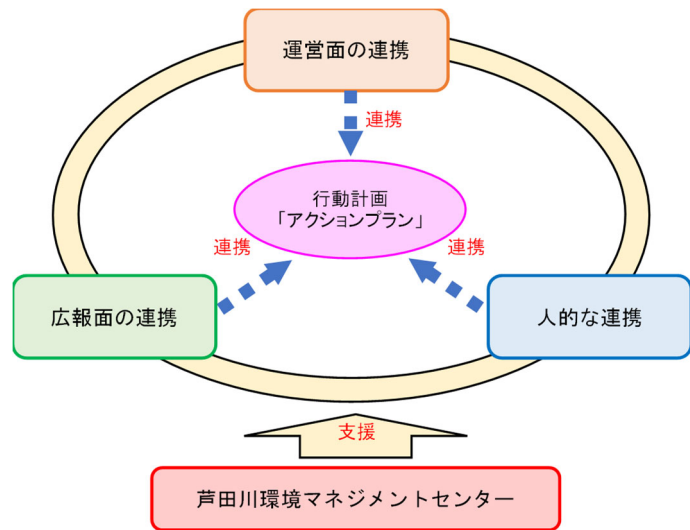 運営面の連携
連携
行動計画
「アクションプラン」
連携
連携
広報面の連携
人的な連携
支援
芦田川環境マネジメントセンター